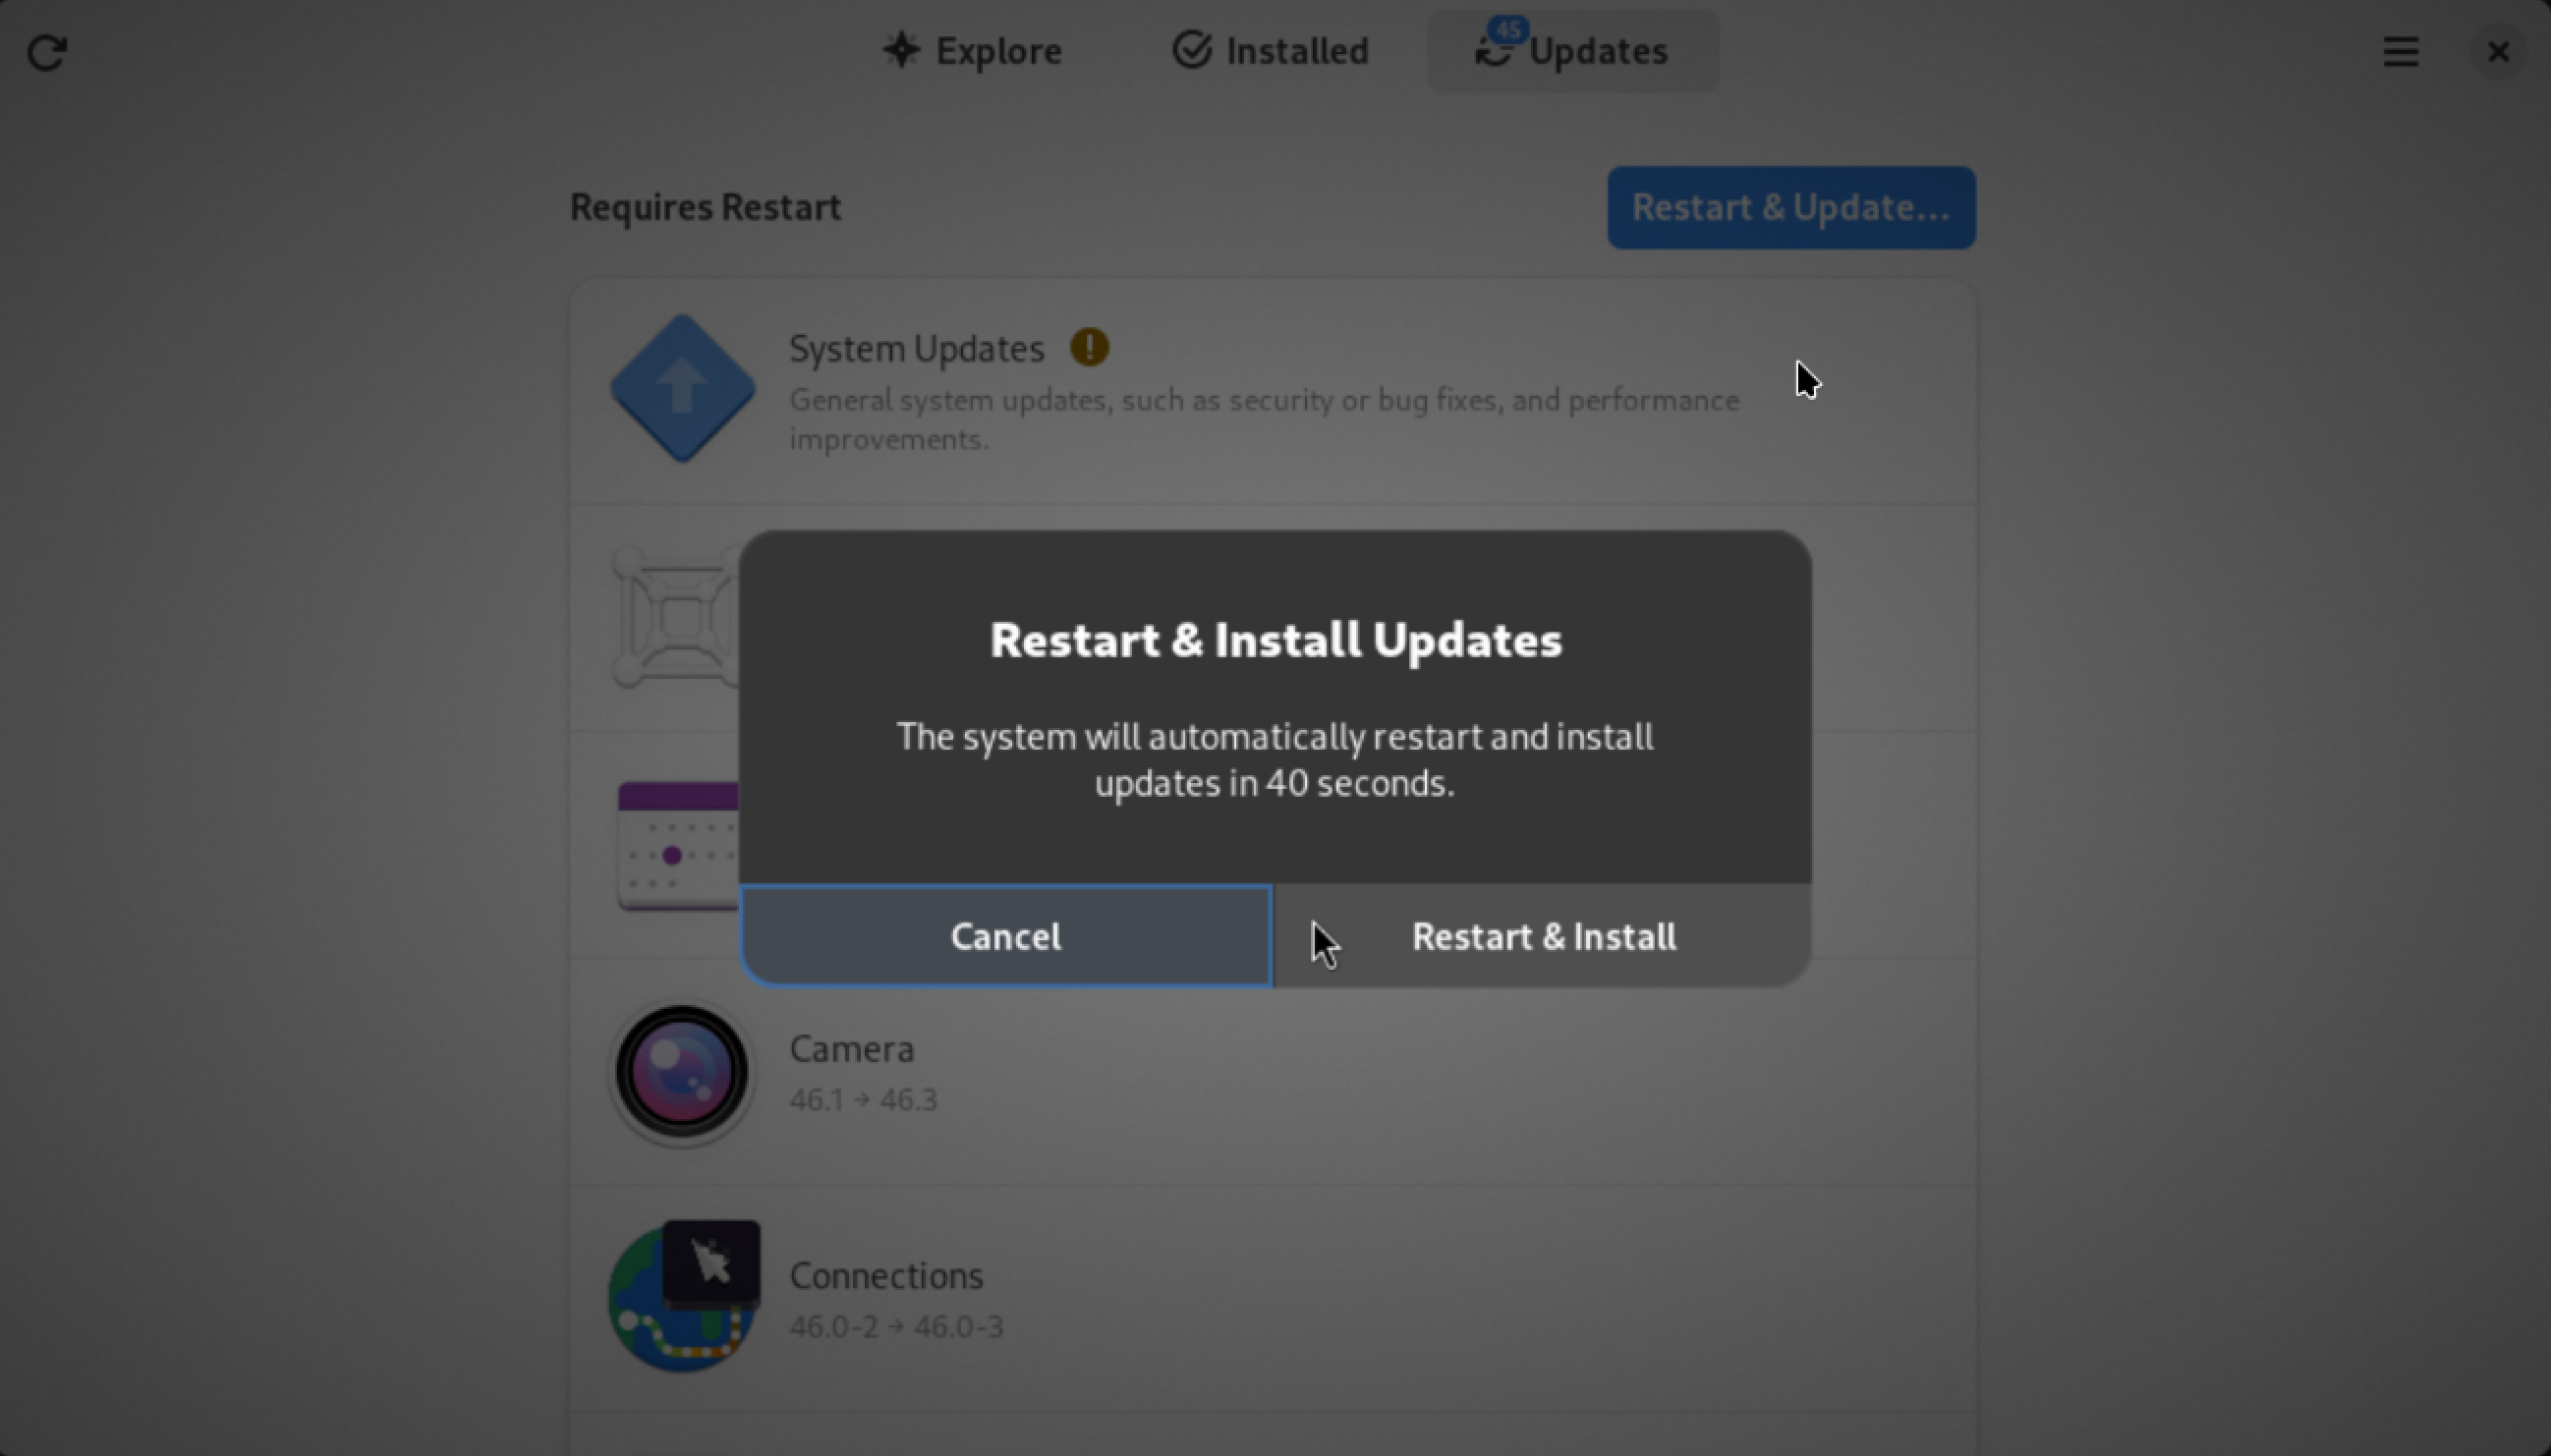 Explore
Installed
45
Updates
Requires Restart
Restart & Update...
System Updates
General system updates, such as security or bug fixes, and performance
improvements.
Restart & Install Updates
The system will automatically restart and install
updates in 40 seconds.
Cancel
Restart & Install
Camera
46.1 → 46.3
Connections
46.0-2 → 46.0-3